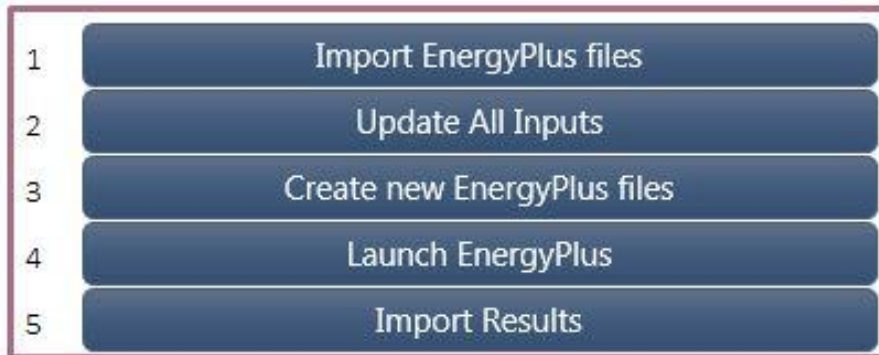 1 Import EnergyPlus files
2 Update All Inputs
3 Create new EnergyPlus files
4 Launch EnergyPlus
5 Import Results